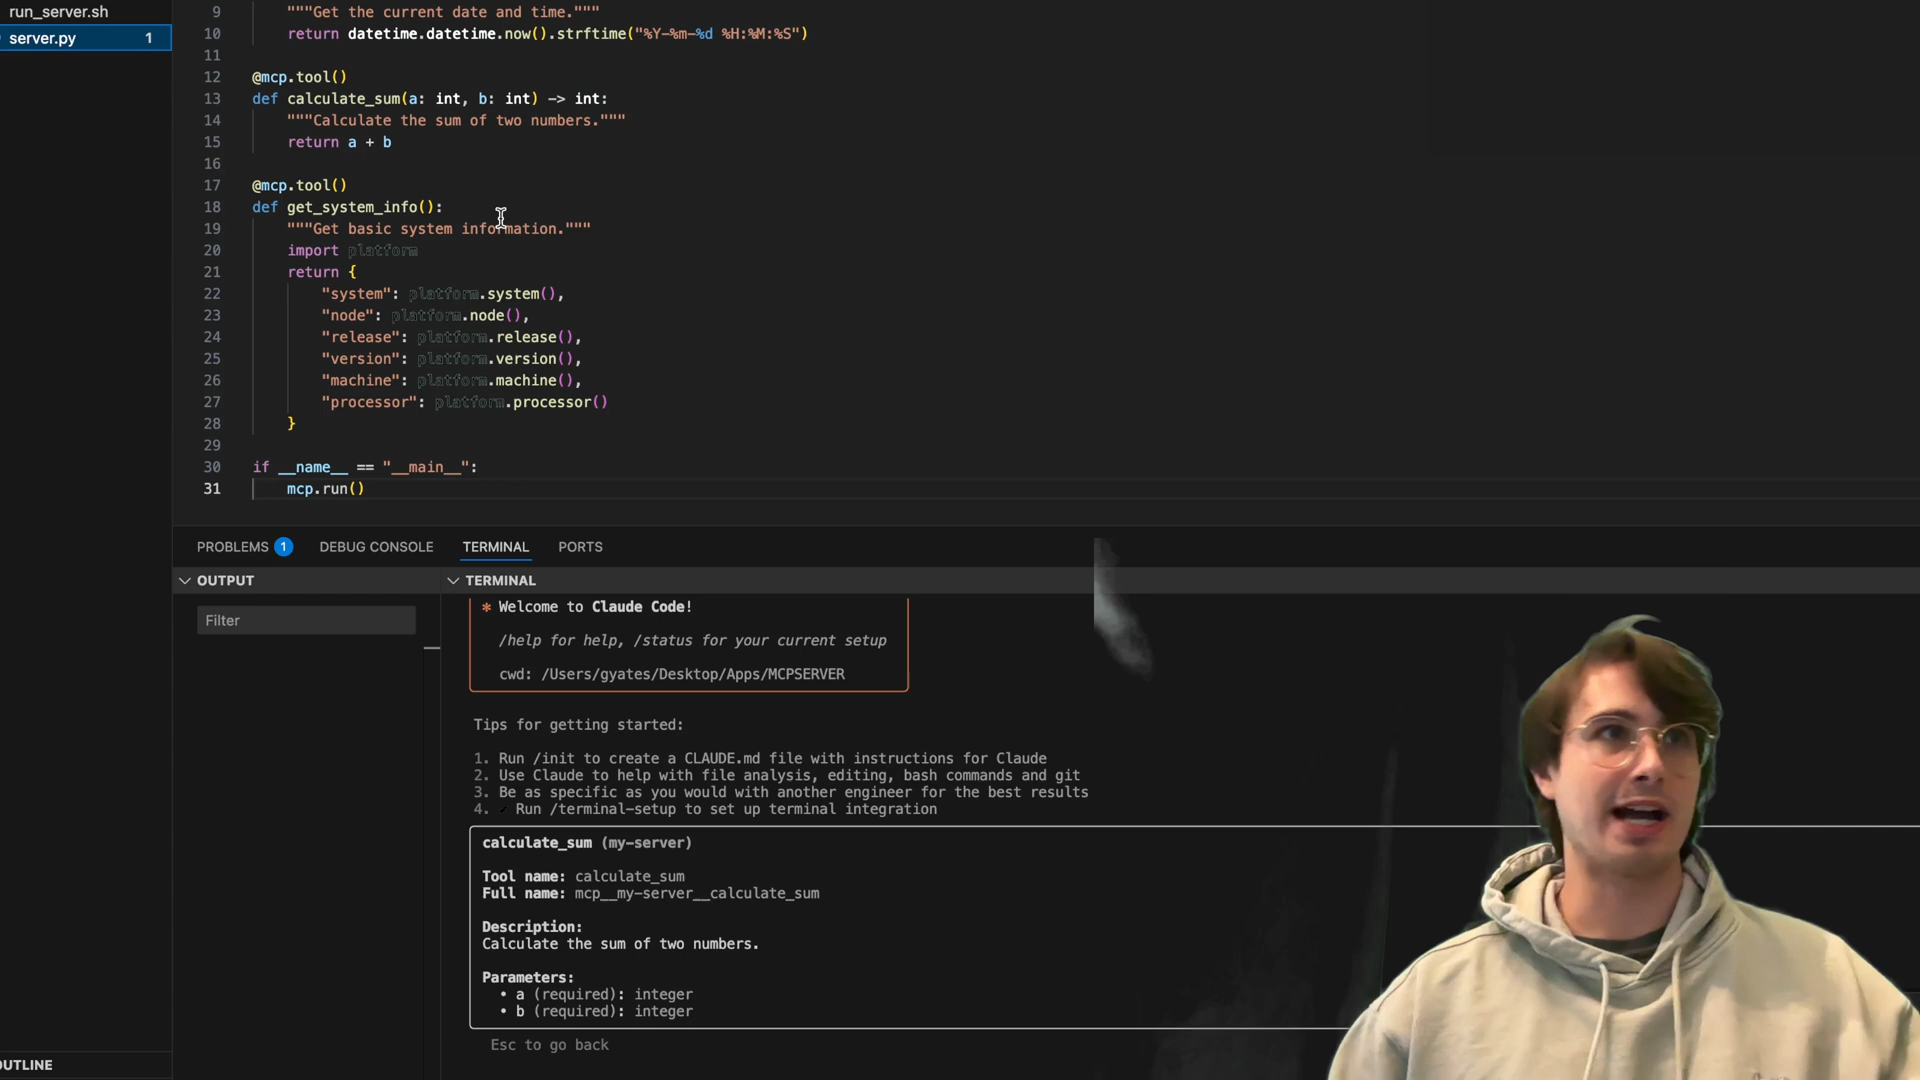 run_server.sh
server.py 1
9 """Get the current date and time."""
10 return datetime.datetime.now().strftime("%Y-%m-%d %H:%M:%S")
11
12 @mcp.tool()
13 def calculate_sum(a: int, b: int) -> int:
14 """Calculate the sum of two numbers."""
15 return a + b
16
17 @mcp.tool()
18 def get_system_info():
19 """Get basic system information."""
20 import platform
21 return {
22 "system": platform.system(),
23 "node": platform.node(),
24 "release": platform.release(),
25 "version": platform.version(),
26 "machine": platform.machine(),
27 "processor": platform.processor()
28 }
29
30 if __name__ == "__main__":
31 mcp.run()
PROBLEMS 1 DEBUG CONSOLE TERMINAL PORTS
OUTPUT
TERMINAL
Filter
* Welcome to Claude Code!
/help for help, /status for your current setup
cwd: /Users/gyates/Desktop/Apps/MCPSERVER
Tips for getting started:
1. Run /init to create a CLAUDE.md file with instructions for Claude
2. Use Claude to help with file analysis, editing, bash commands and git
3. Be as specific as you would with another engineer for the best results
4. ✓ Run /terminal-setup to set up terminal integration
calculate_sum (my-server)
Tool name: calculate_sum
Full name: mcp__my-server__calculate_sum
Description:
Calculate the sum of two numbers.
Parameters:
• a (required): integer
• b (required): integer
Esc to go back
OUTLINE